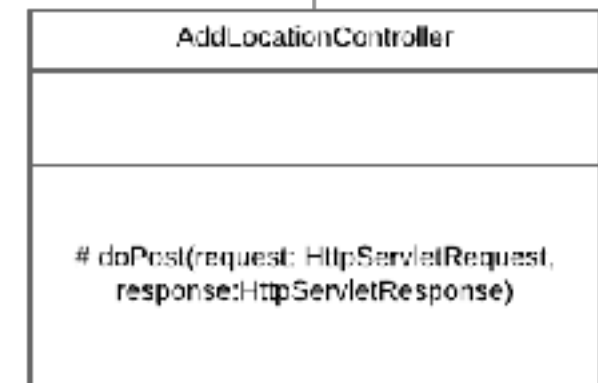 AddLocationController
# doPost(request: HttpServletRequest,
response:HttpServletResponse)